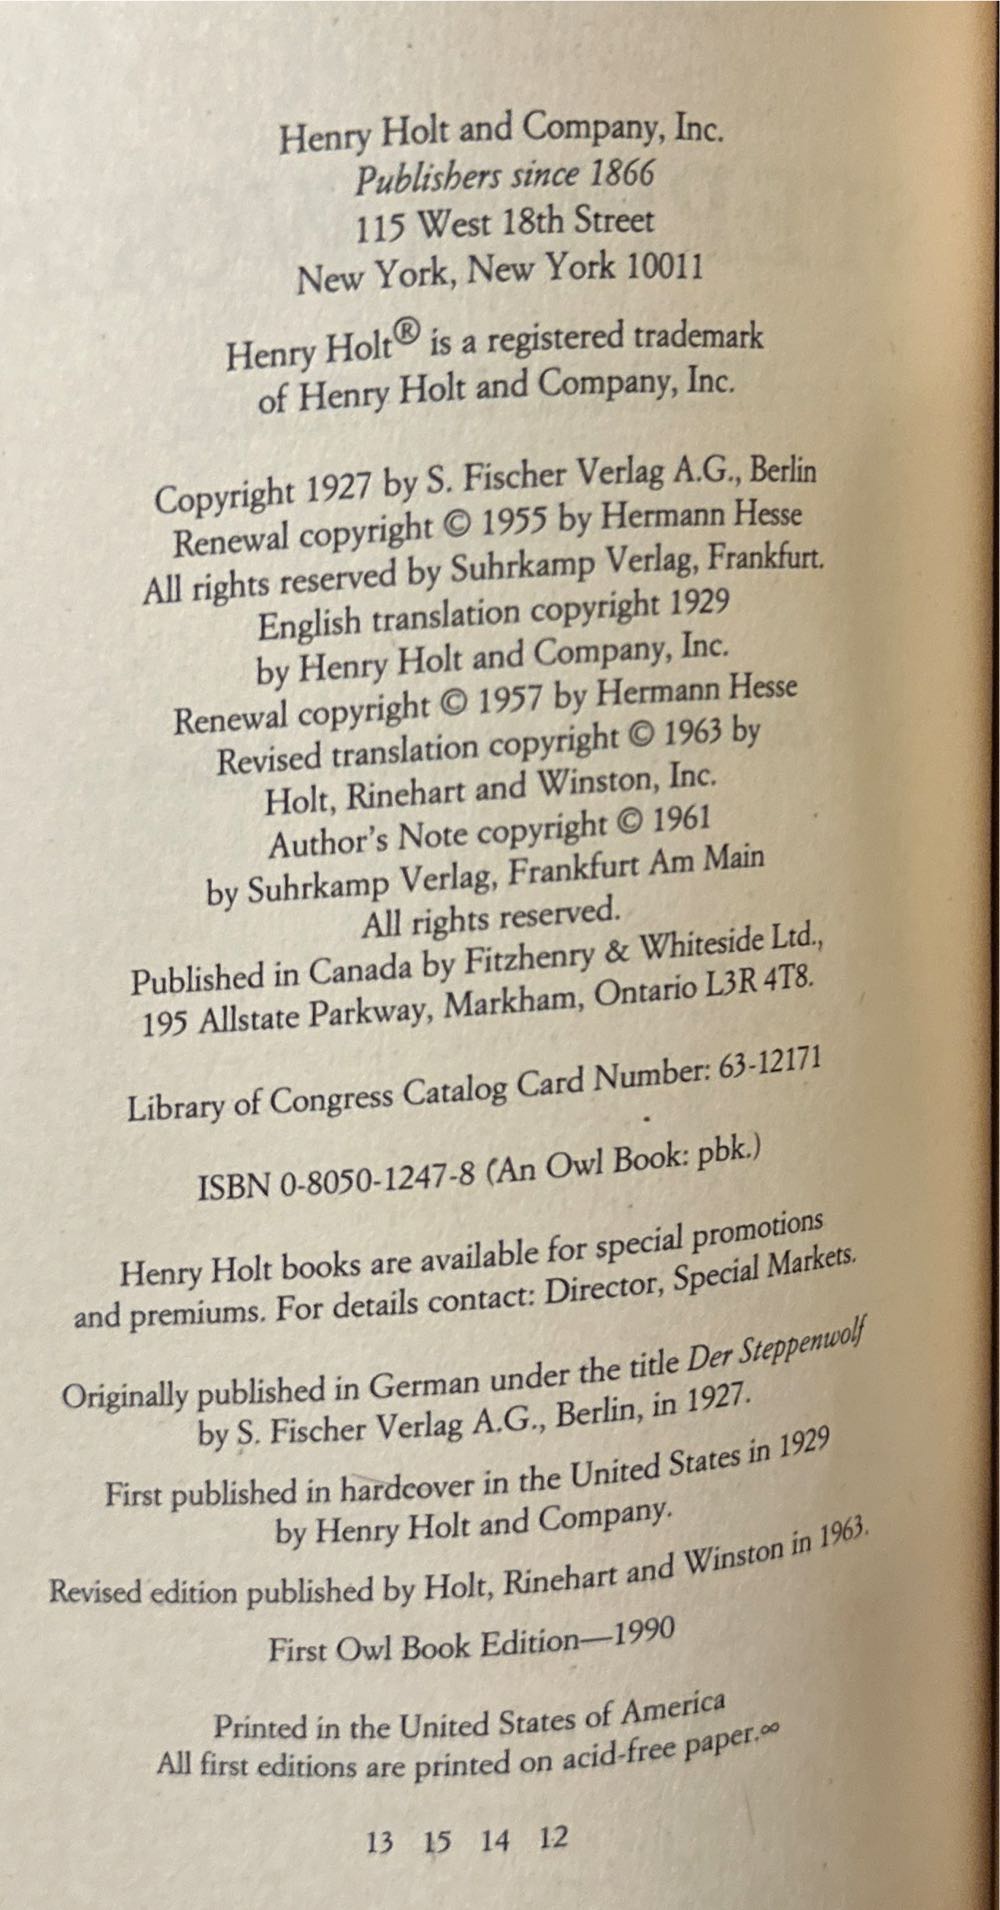 Henry Holt and Company, Inc.
Publishers since 1866
115 West 18th Street
New York, New York 10011
Henry Holt® is a registered trademark
of Henry Holt and Company, Inc.
Copyright 1927 by S. Fischer Verlag A.G., Berlin
Renewal copyright © 1955 by Hermann Hesse
All rights reserved by Suhrkamp Verlag, Frankfurt.
English translation copyright 1929
by Henry Holt and Company, Inc.
Renewal copyright © 1957 by Hermann Hesse
Revised translation copyright © 1963 by
Holt, Rinehart and Winston, Inc.
Author's Note copyright © 1961
by Suhrkamp Verlag, Frankfurt Am Main
All rights reserved.
Published in Canada by Fitzhenry & Whiteside Ltd.,
195 Allstate Parkway, Markham, Ontario L3R 4T8.
Library of Congress Catalog Card Number: 63-12171
ISBN 0-8050-1247-8 (An Owl Book: pbk.)
Henry Holt books are available for special promotions
and premiums. For details contact: Director, Special Markets.
Originally published in German under the title Der Steppenwolf
by S. Fischer Verlag A.G., Berlin, in 1927.
First published in hardcover in the United States in 1929
by Henry Holt and Company.
Revised edition published by Holt, Rinehart and Winston in 1963.
First Owl Book Edition—1990
Printed in the United States of America
All first editions are printed on acid-free paper.∞
13 15 14 12